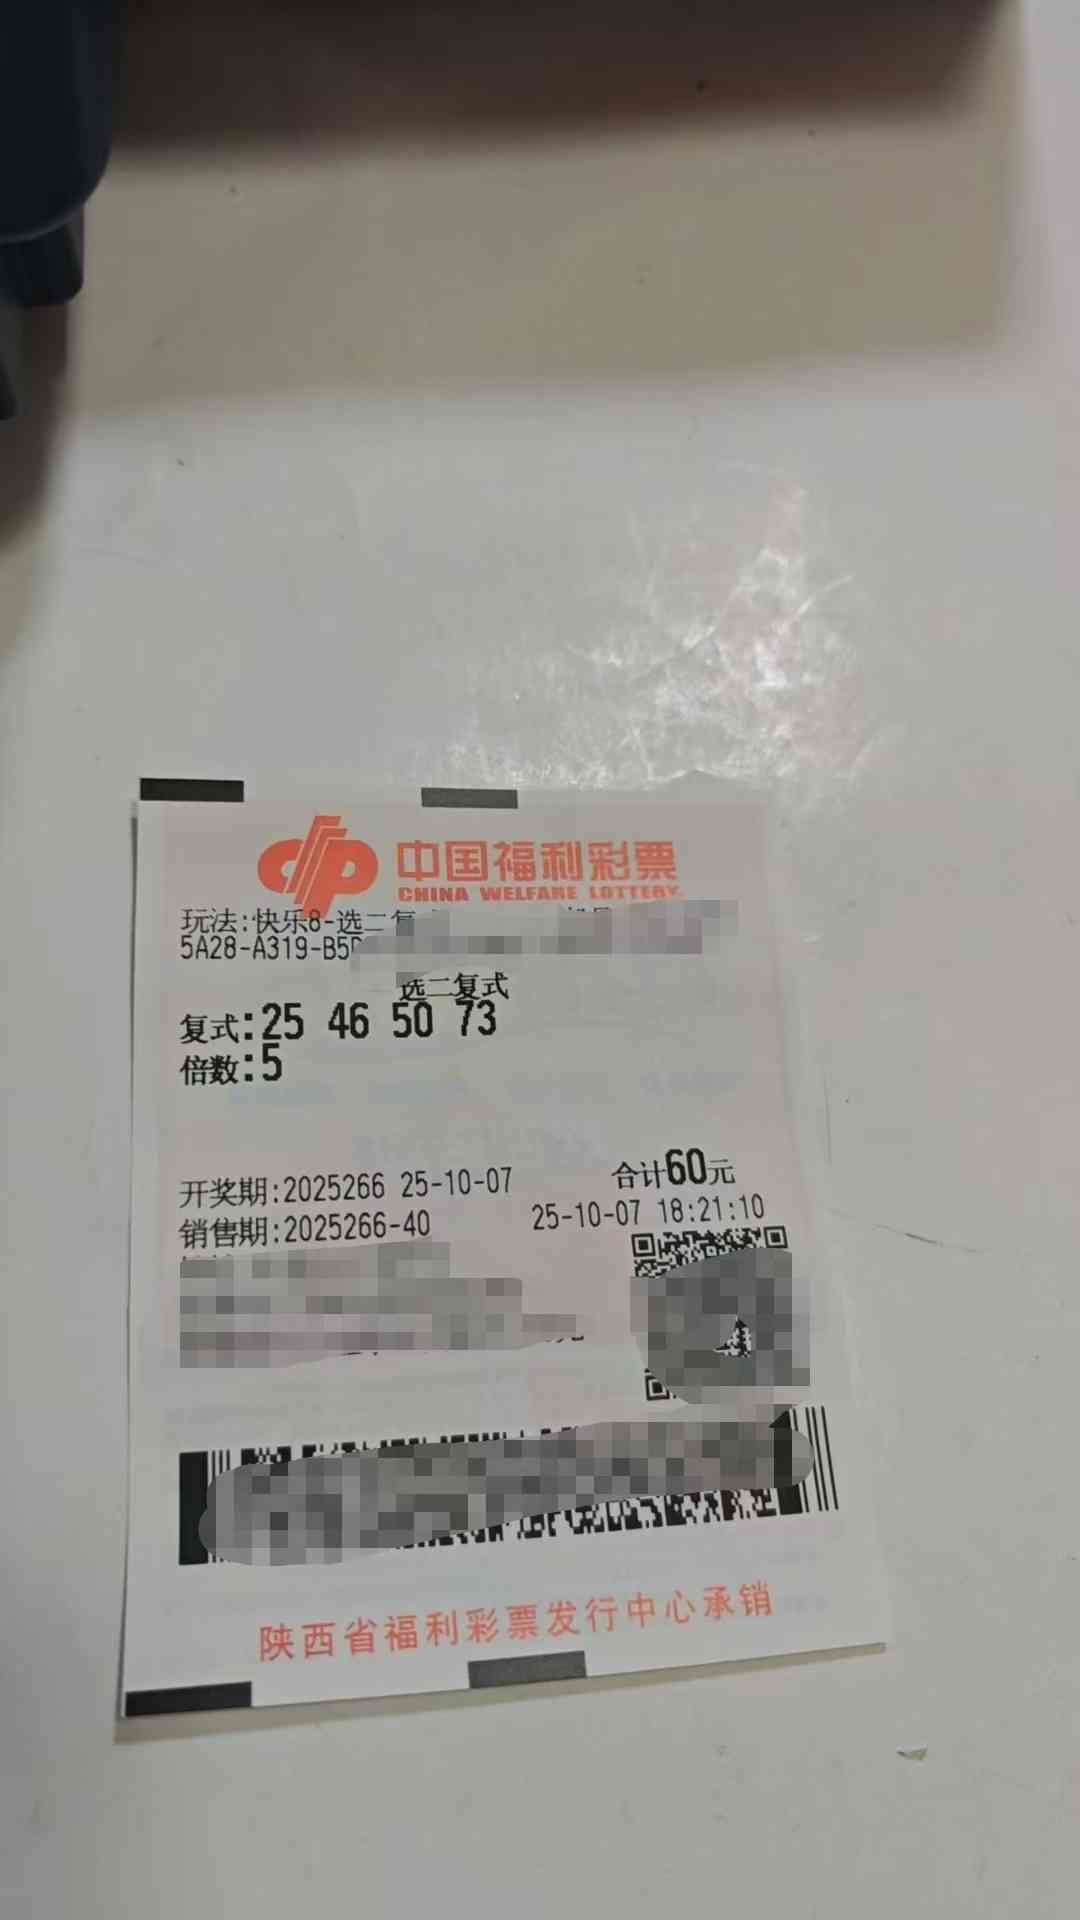 中国福利彩票
CHINA WELFARE LOTTERY
玩法:快乐8-选二复
5A28-A319-B5
选二复式
复式:25 46 50 73
倍数:5
开奖期:2025266 25-10-07 合计60元
销售期:2025266-40 25-10-07 18:21:10
陕西省福利彩票发行中心承销